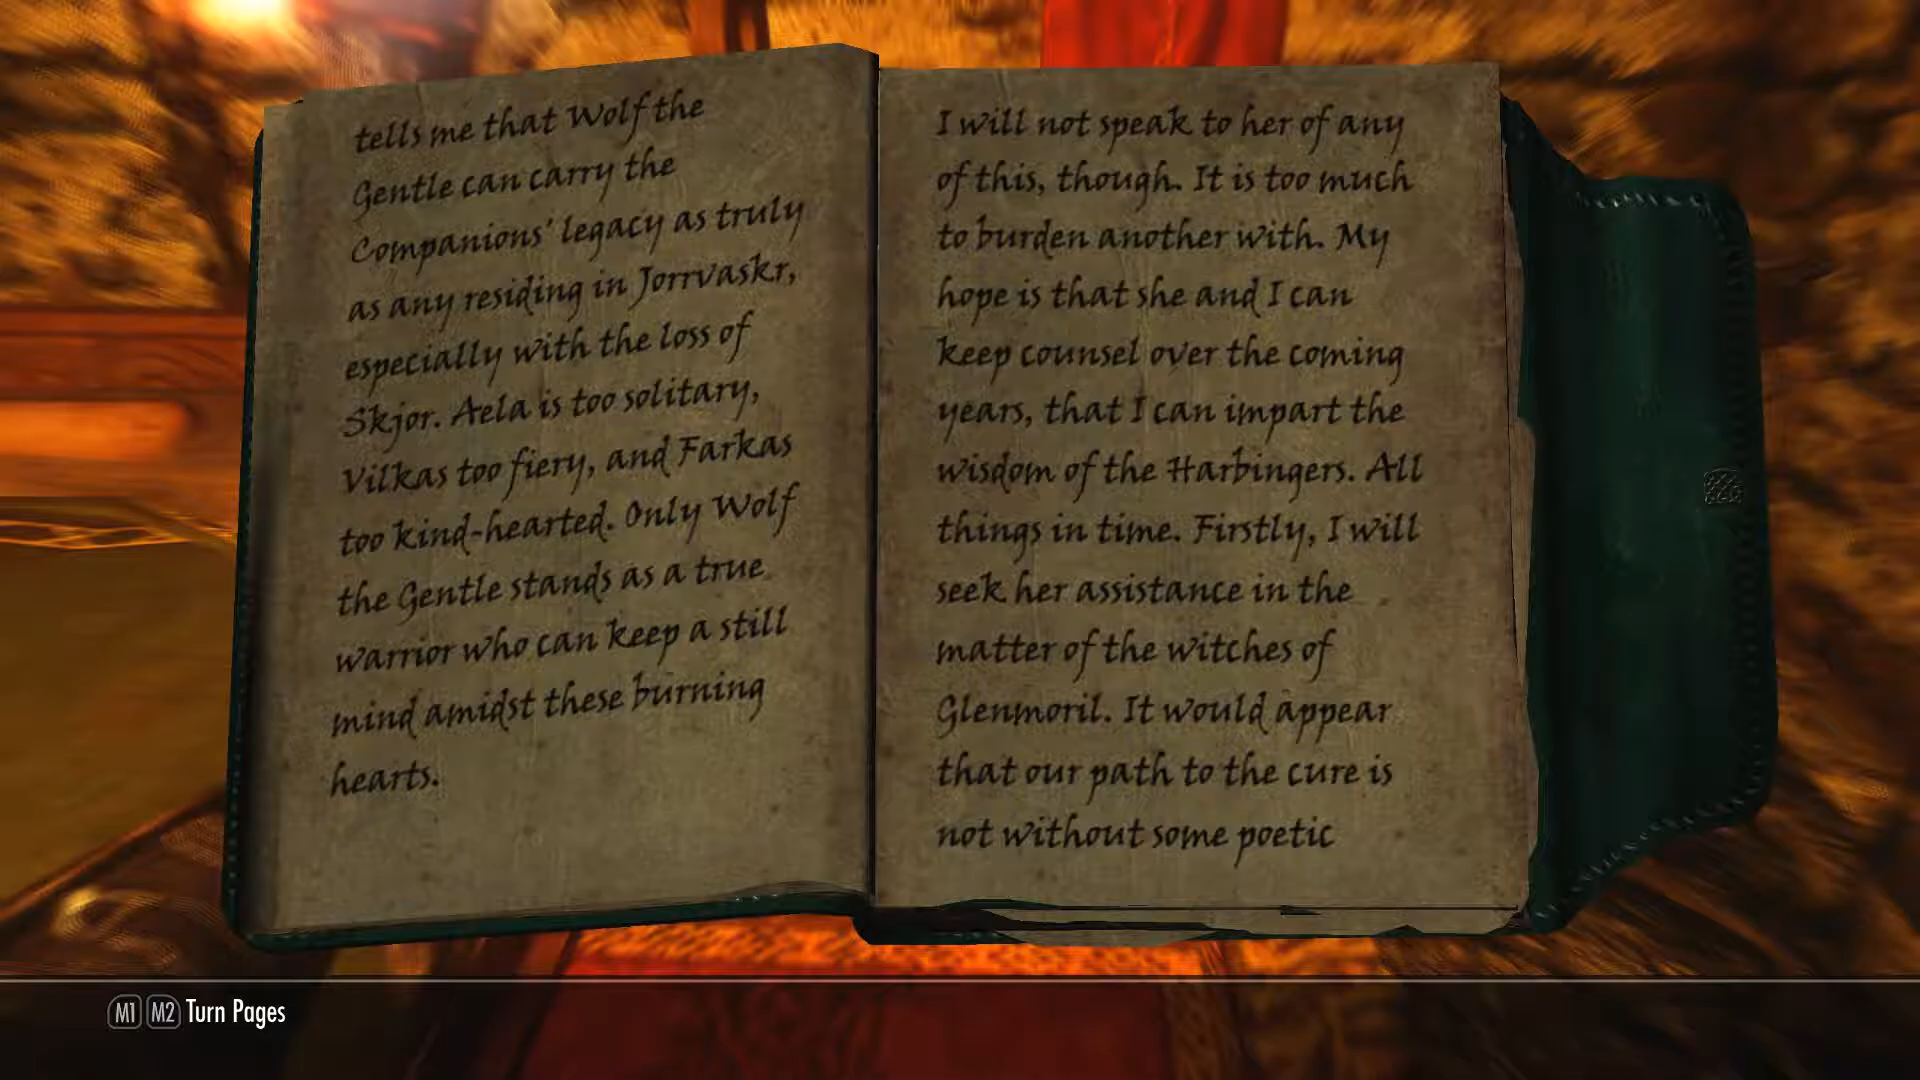 tells me that Wolf the
Gentle can carry the
Companions' legacy as truly
as any residing in Jorrvaskr,
especially with the loss of
Skjor. Aela is too solitary,
Vilkas too fiery, and Farkas
too kind-hearted. Only Wolf
the Gentle stands as a true
warrior who can keep a still
mind amidst these burning
hearts.
I will not speak to her of any
of this, though. It is too much
to burden another with. My
hope is that she and I can
keep counsel over the coming
years, that I can impart the
wisdom of the Harbingers. All
things in time. Firstly, I will
seek her assistance in the
matter of the witches of
Glenmoril. It would appear
that our path to the cure is
not without some poetic
M1 M2 Turn Pages